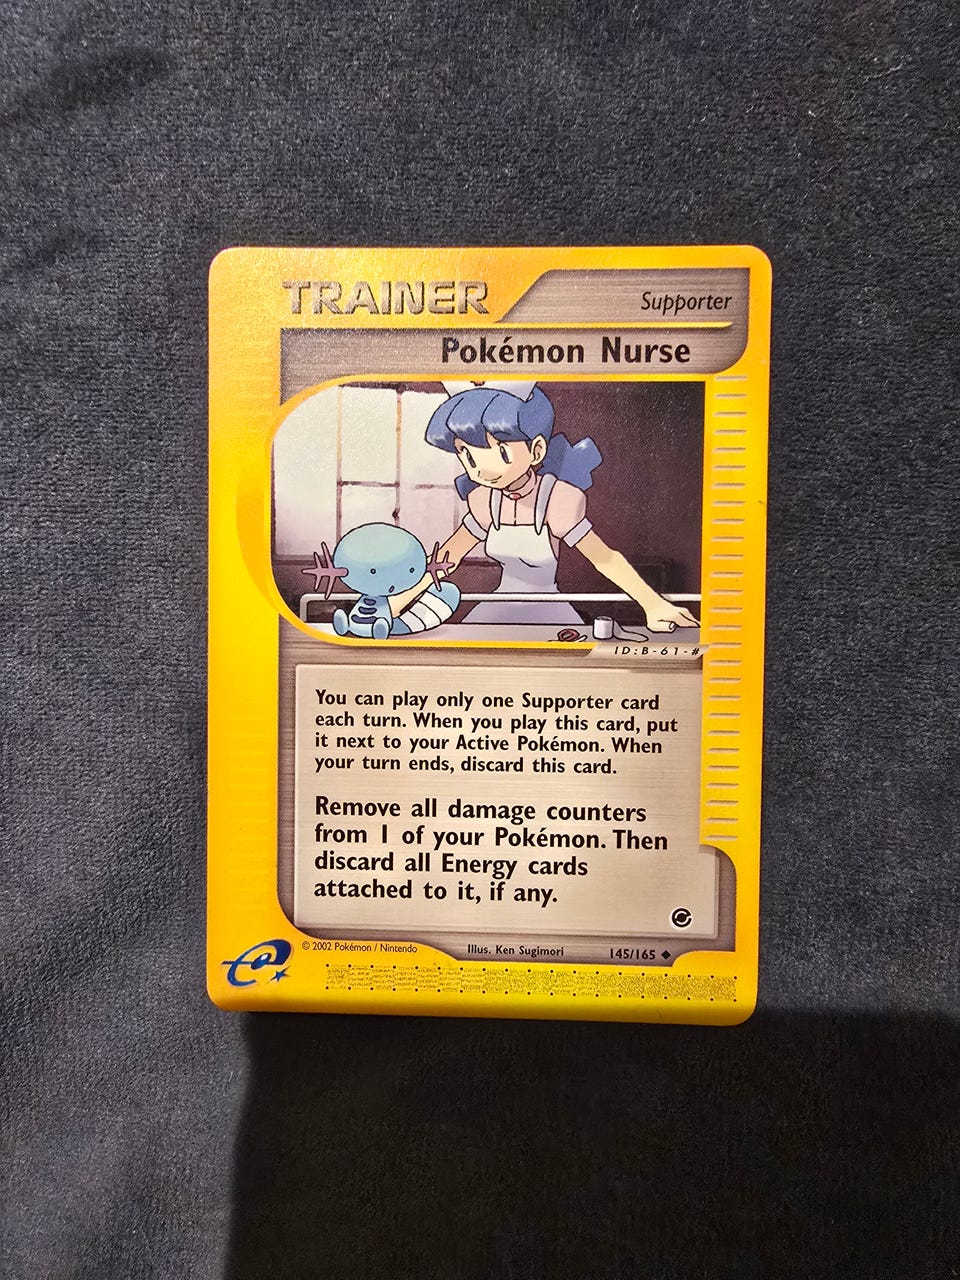 TRAINER
Supporter
Pokémon Nurse
ID:B-61-#
You can play only one Supporter card
each turn. When you play this card, put
it next to your Active Pokémon. When
your turn ends, discard this card.
Remove all damage counters
from 1 of your Pokémon. Then
discard all Energy cards
attached to it, if any.
© 2002 Pokémon / Nintendo
Illus. Ken Sugimori
145/165 ◆
e